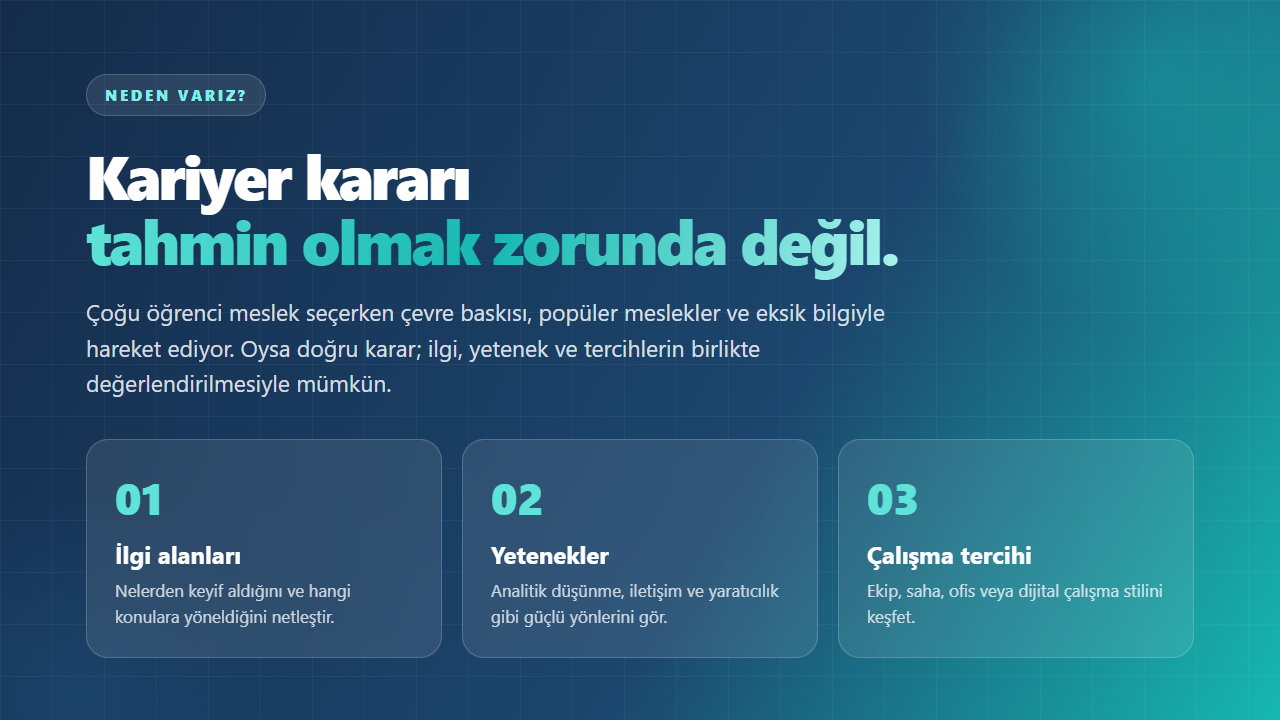 NEDEN VARIZ?
Kariyer kararı
tahmin olmak zorunda değil.
Çoğu öğrenci meslek seçerken çevre baskısı, popüler meslekler ve eksik bilgiyle
hareket ediyor. Oysa doğru karar; ilgi, yetenek ve tercihlerin birlikte
değerlendirilmesiyle mümkün.
01
İlgi alanları
Nelerden keyif aldığını ve hangi
konulara yöneldiğini netleştir.
02
Yetenekler
Analitik düşünme, iletişim ve yaratıcılık
gibi güçlü yönlerini gör.
03
Çalışma tercihi
Ekip, saha, ofis veya dijital çalışma stilini
keşfet.